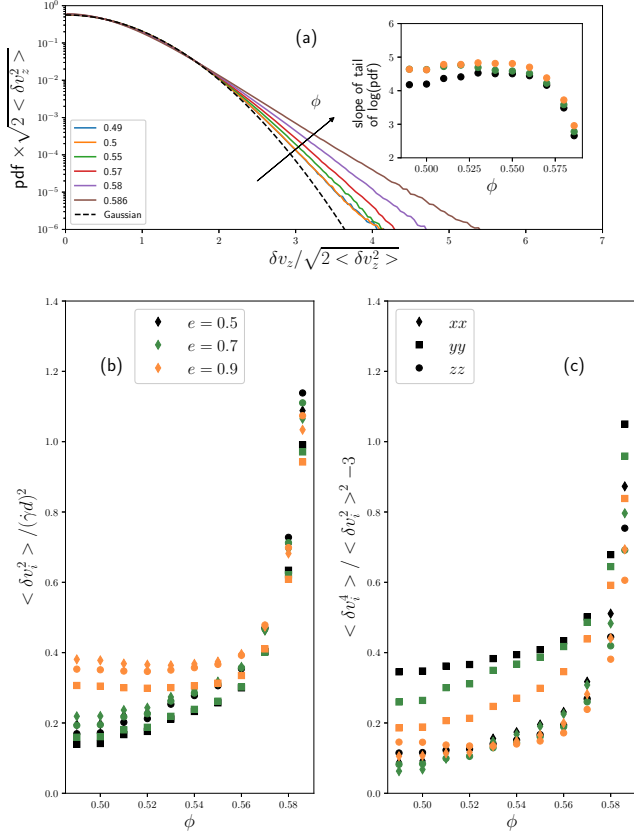 (a)
pdf × √2 < δv_z^2 >
10^0
10^−1
10^−2
10^−3
10^−4
10^−5
10^−6
0 1 2 3 4 5 6 7
δv_z/√2 < δv_z^2 >
ϕ
0.49
0.5
0.55
0.57
0.58
0.586
Gaussian
slope of tail
of log(pdf)
6
5
4
3
2
0.500 0.525 0.550 0.575
ϕ
(b)
< δv_i^2 > /(γ̇d)^2
1.4
1.2
1.0
0.8
0.6
0.4
0.2
0.0
0.50 0.52 0.54 0.56 0.58
ϕ
e = 0.5
e = 0.7
e = 0.9
(c)
< δv_i^4 > / < δv_i^2 >^2 −3
1.4
1.2
1.0
0.8
0.6
0.4
0.2
0.0
0.50 0.52 0.54 0.56 0.58
ϕ
xx
yy
zz